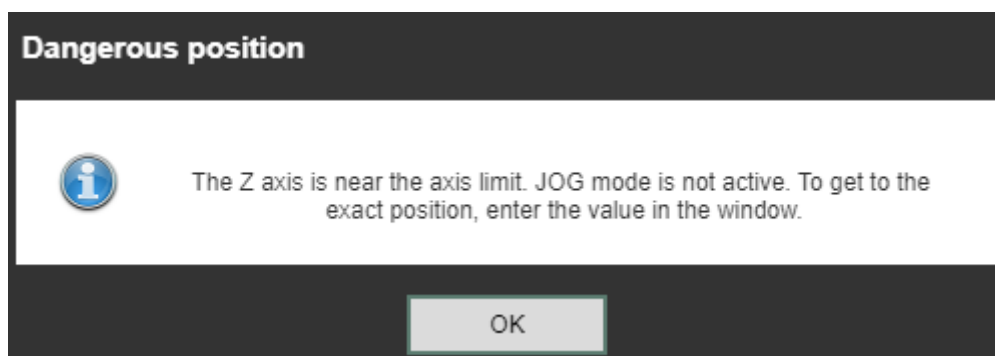 Dangerous position
The Z axis is near the axis limit. JOG mode is not active. To get to the
exact position, enter the value in the window.
OK